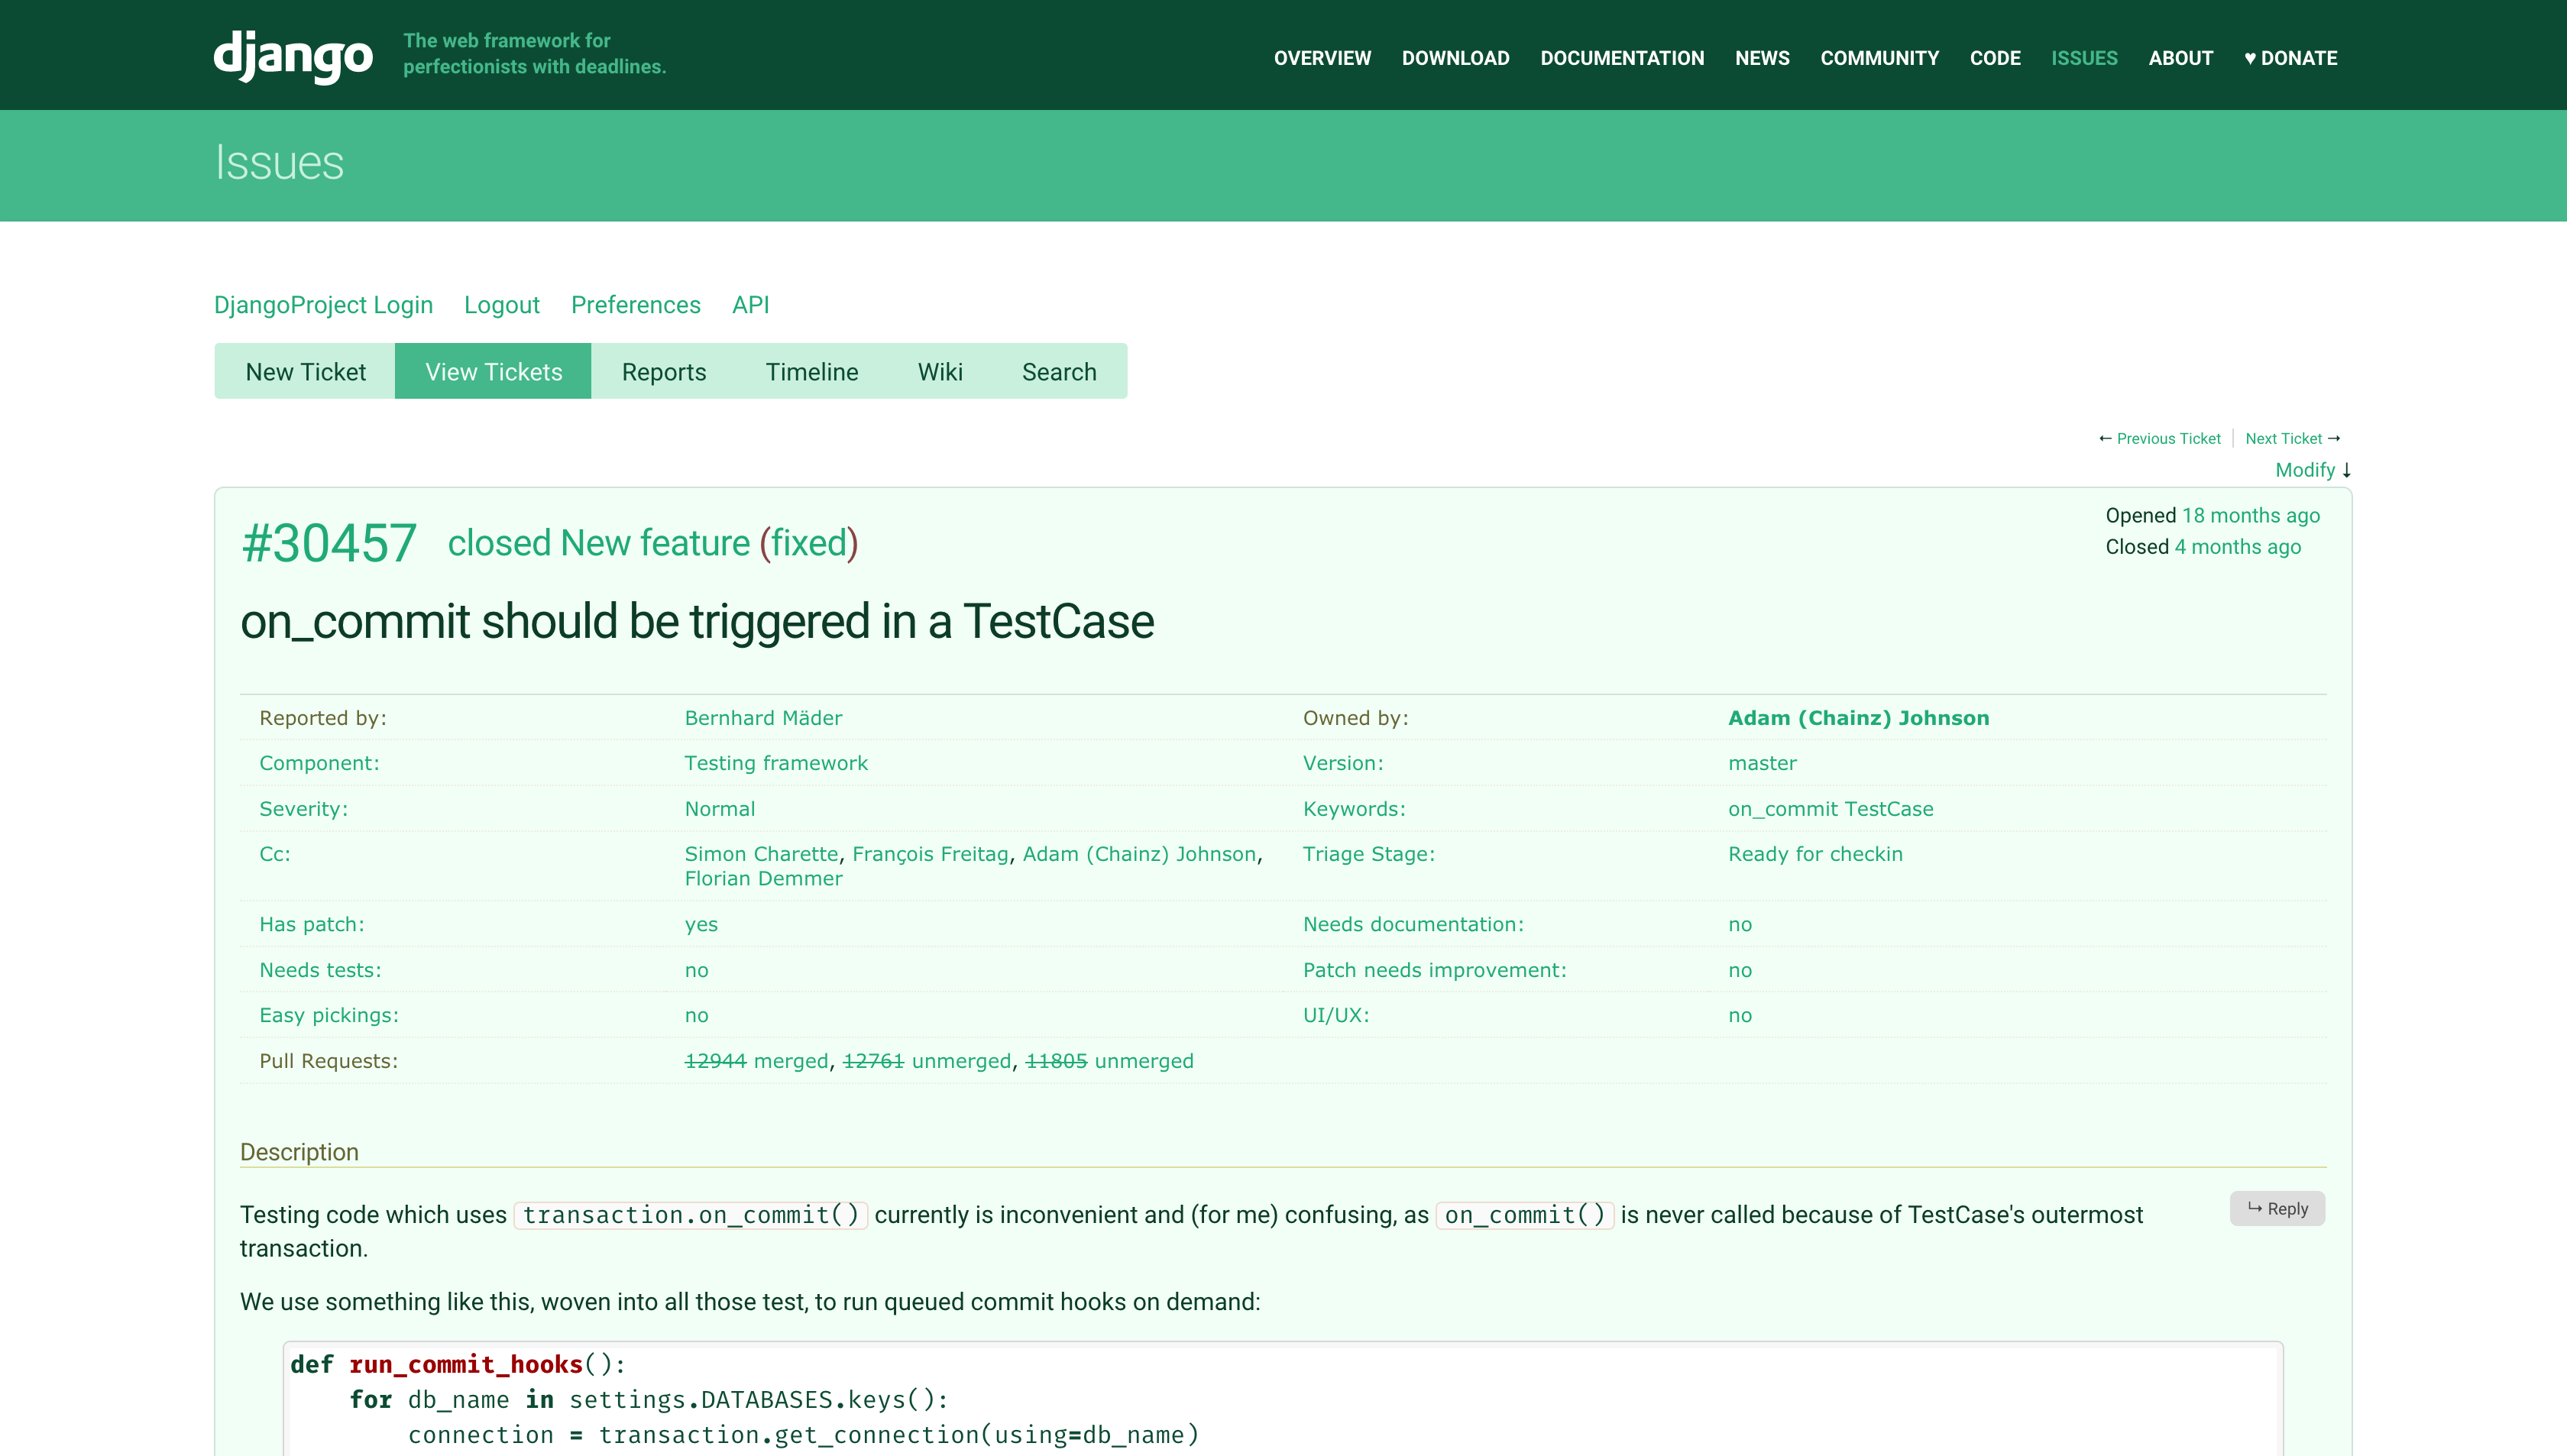 django
The web framework for
perfectionists with deadlines.
OVERVIEW DOWNLOAD DOCUMENTATION NEWS COMMUNITY CODE ISSUES ABOUT ♥ DONATE
Issues
DjangoProject Login Logout Preferences API
New Ticket View Tickets Reports Timeline Wiki Search
← Previous Ticket Next Ticket →
Modify ↓
#30457 closed New feature (fixed)
Opened 18 months ago
Closed 4 months ago
on_commit should be triggered in a TestCase
Reported by: Bernhard Mäder Owned by: Adam (Chainz) Johnson
Component: Testing framework Version: master
Severity: Normal Keywords: on_commit TestCase
Cc: Simon Charette, François Freitag, Adam (Chainz) Johnson, Triage Stage: Ready for checkin
Florian Demmer
Has patch: yes Needs documentation: no
Needs tests: no Patch needs improvement: no
Easy pickings: no UI/UX: no
Pull Requests: 12944 merged, 12761 unmerged, 11805 unmerged
Description
↪ Reply
Testing code which uses transaction.on_commit() currently is inconvenient and (for me) confusing, as on_commit() is never called because of TestCase's outermost
transaction.
We use something like this, woven into all those test, to run queued commit hooks on demand:
def run_commit_hooks():
    for db_name in settings.DATABASES.keys():
        connection = transaction.get_connection(using=db_name)